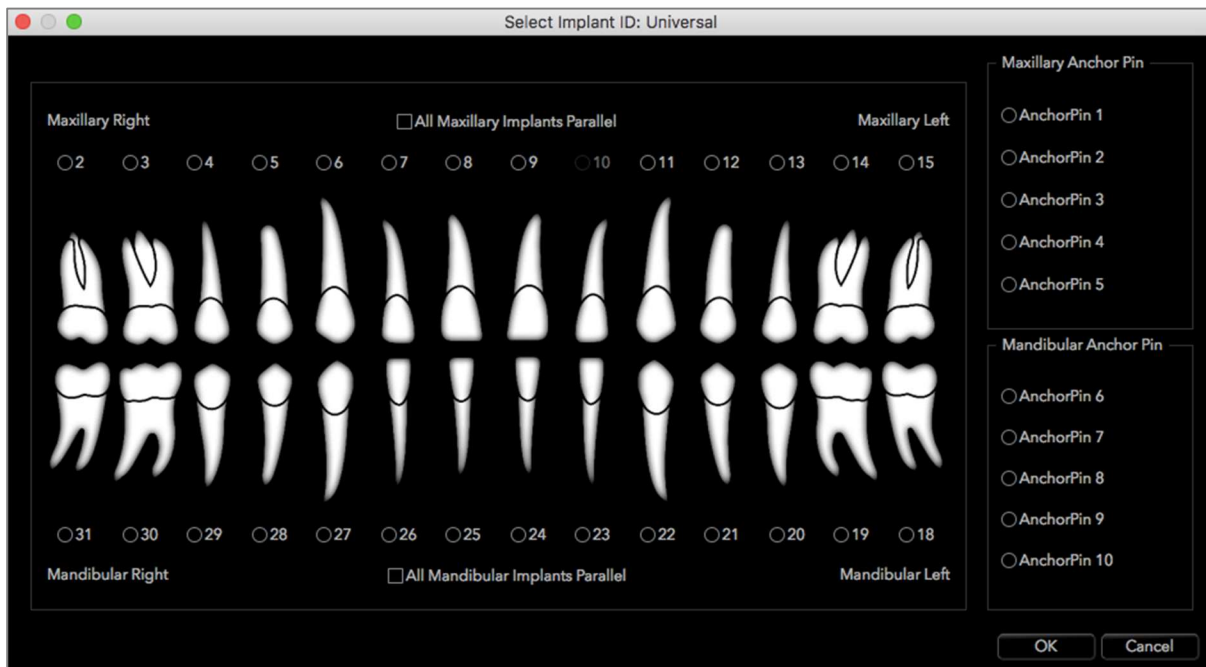 Select Implant ID: Universal
Maxillary Right
All Maxillary Implants Parallel
Maxillary Left
2 3 4 5 6 7 8 9 10 11 12 13 14 15
31 30 29 28 27 26 25 24 23 22 21 20 19 18
Mandibular Right
All Mandibular Implants Parallel
Mandibular Left
Maxillary Anchor Pin
AnchorPin 1
AnchorPin 2
AnchorPin 3
AnchorPin 4
AnchorPin 5
Mandibular Anchor Pin
AnchorPin 6
AnchorPin 7
AnchorPin 8
AnchorPin 9
AnchorPin 10
OK
Cancel